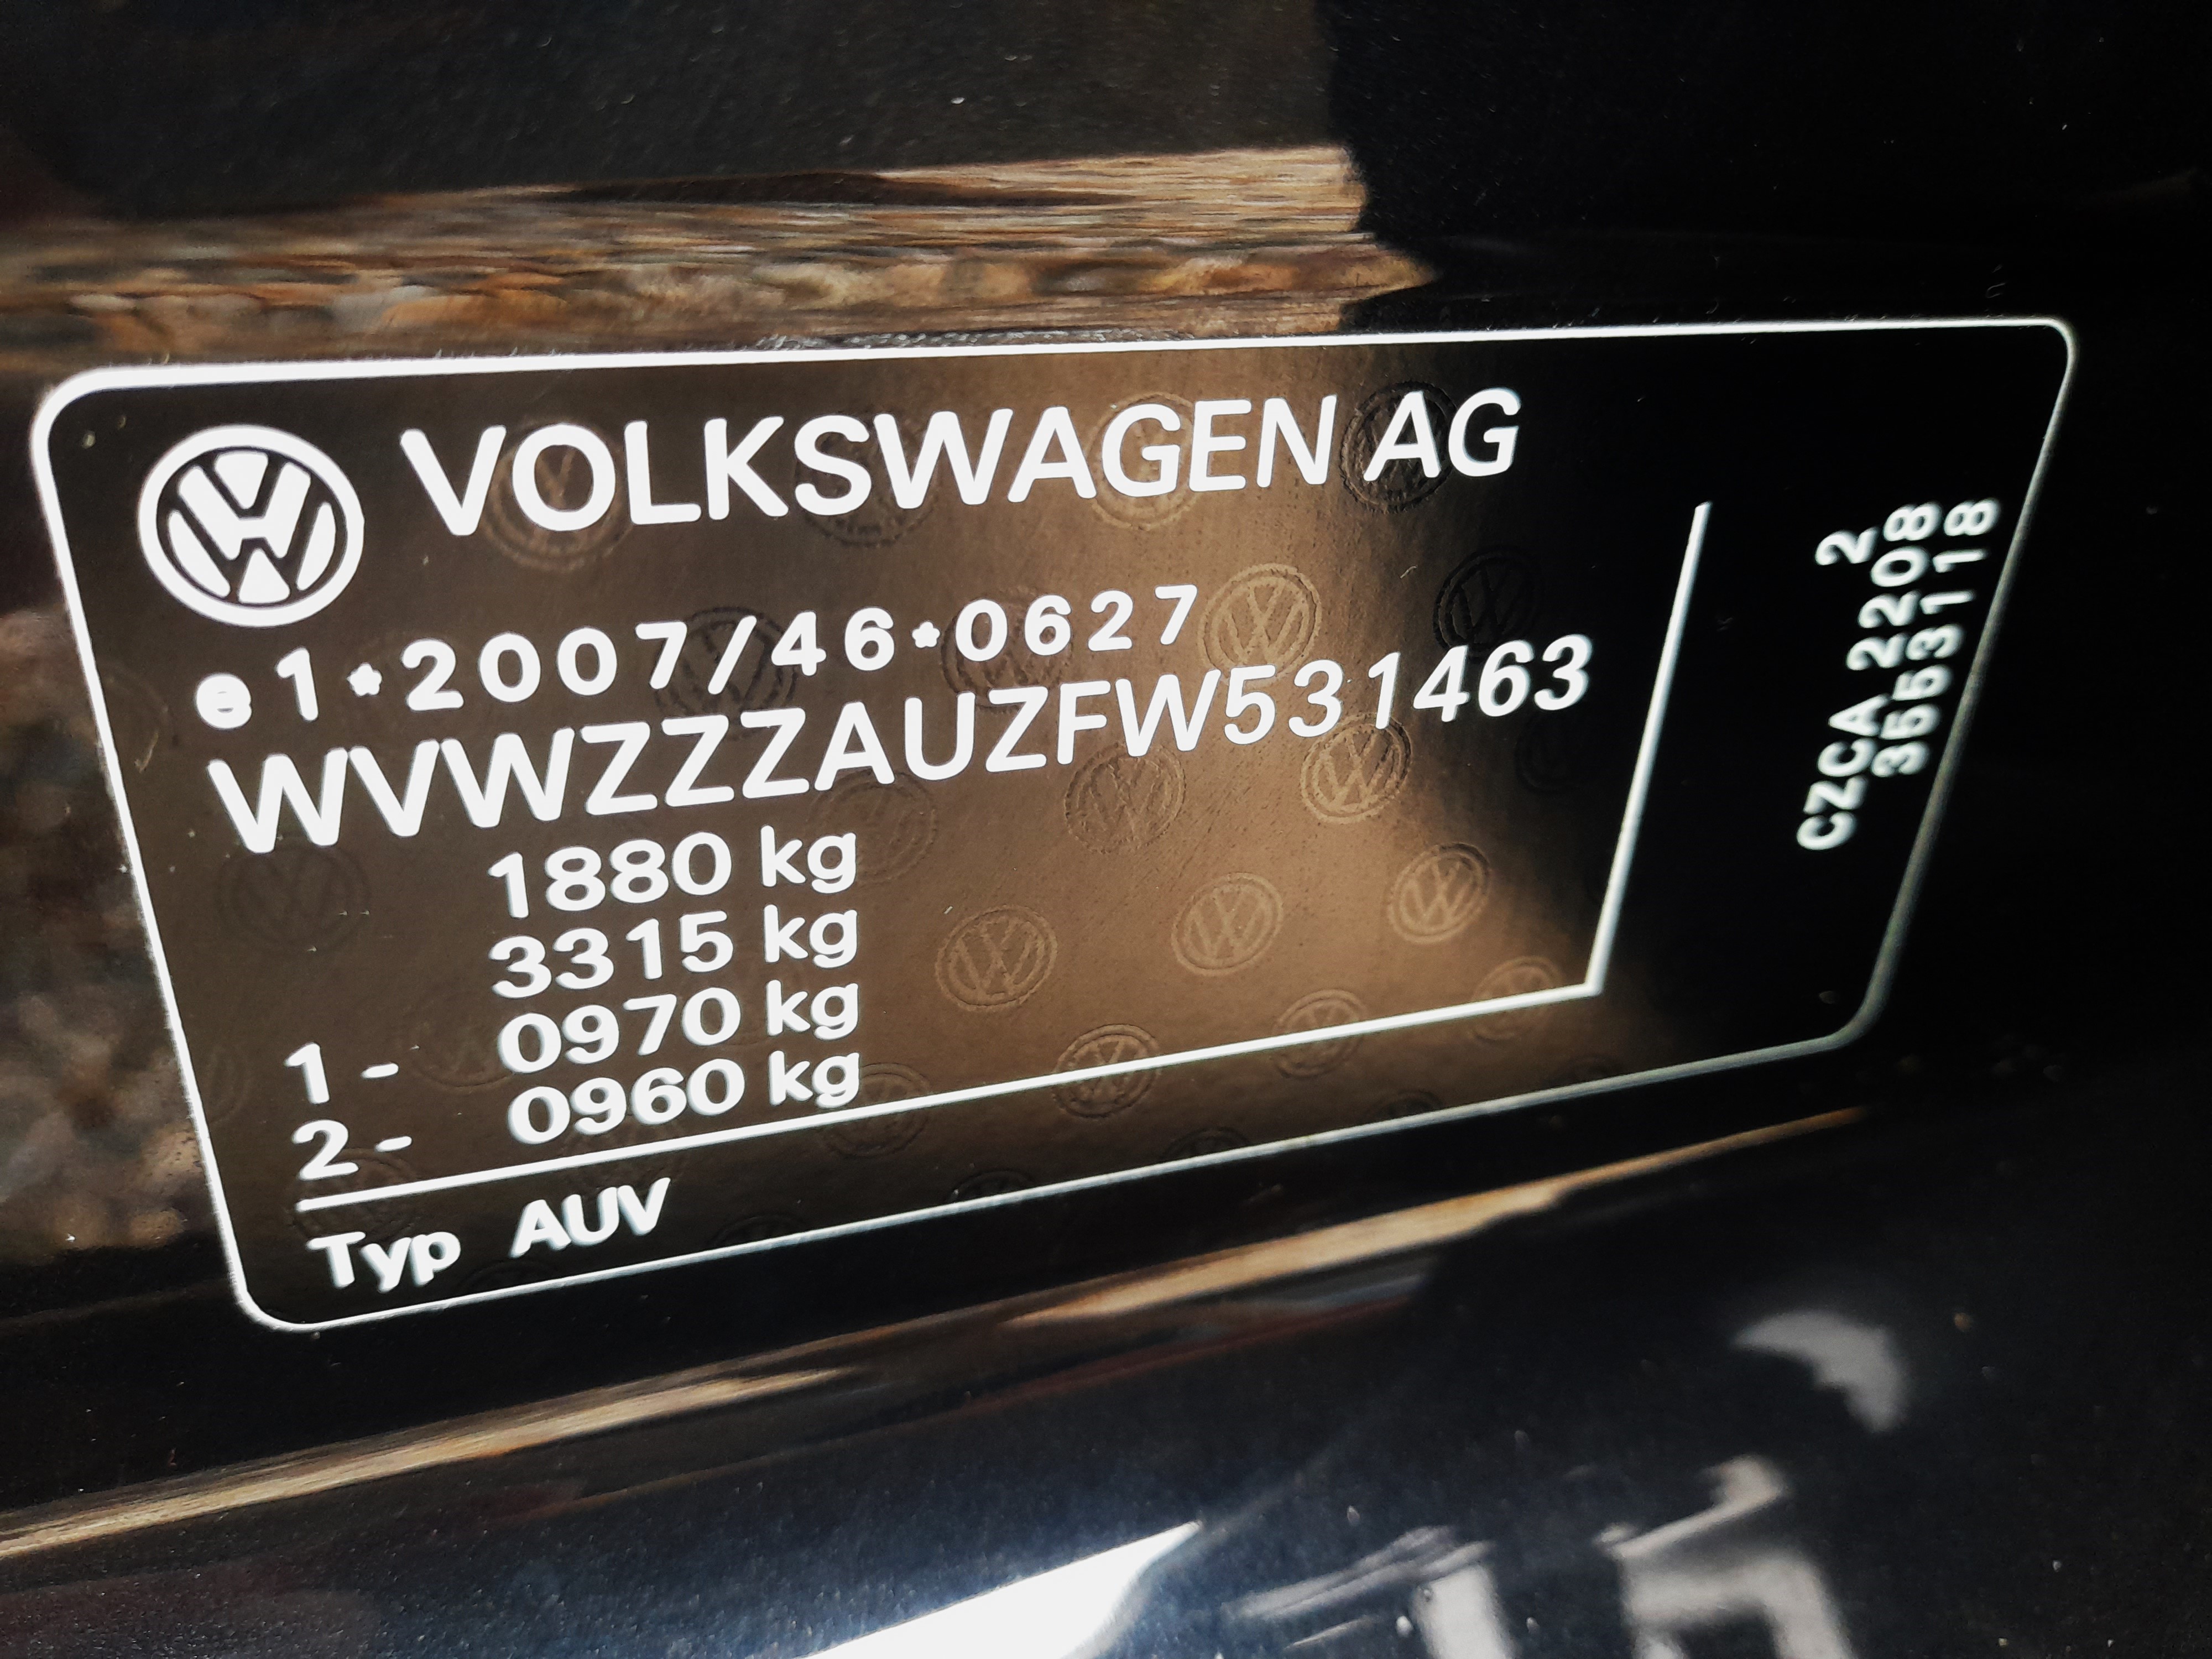 VOLKSWAGEN AG
e1*2007/46*0627
WVWZZZAUZFW531463
1880 kg
3315 kg
1- 0970 kg
2- 0960 kg
Typ AUV
2
CZCA 2208
3553118